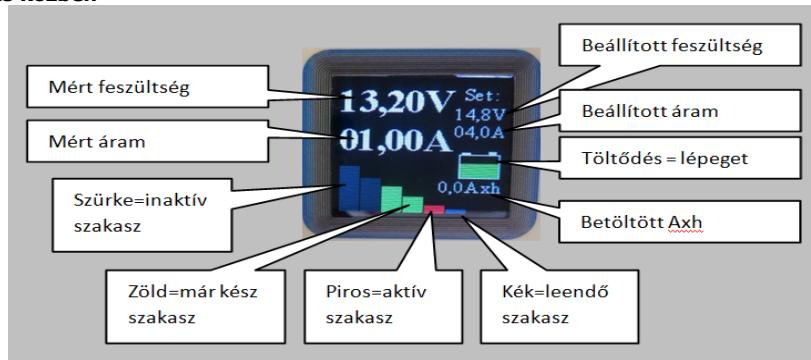 Beállított feszültség
Mért feszültség
13,20V
Set:
14,8V
Beállított áram
Mért áram
01,00A
04,0A
Töltődés = lépeget
0,0Axh
Szürke=inaktív
szakasz
Betöltött Axh
Zöld=már kész
szakasz
Piros=aktív
szakasz
Kék=leendő
szakasz